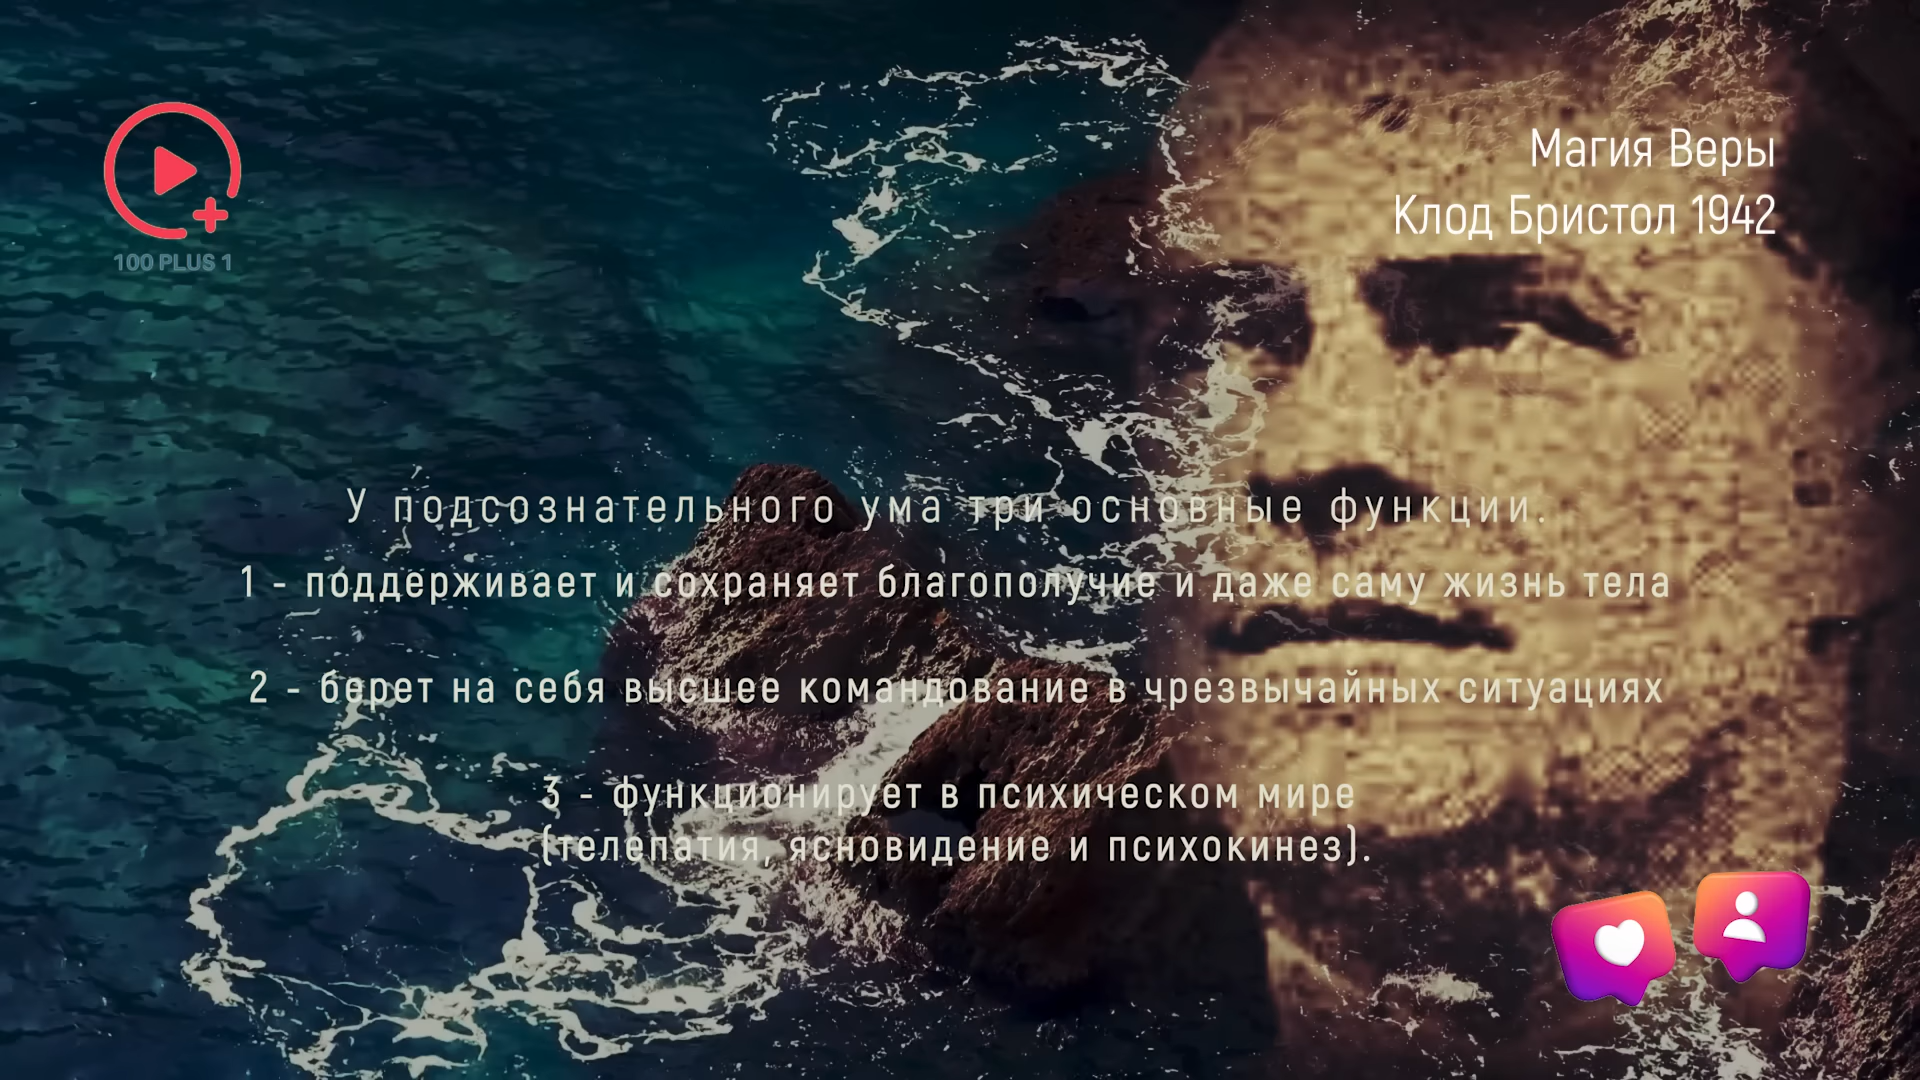 100 PLUS 1
Магия Веры
Клод Бристол 1942
У подсознательного ума три основные функции.
1 - поддерживает и сохраняет благополучие и даже саму жизнь тела
2 - берет на себя высшее командование в чрезвычайных ситуациях
3 - функционирует в психическом мире
(телепатия, ясновидение и психокинез).